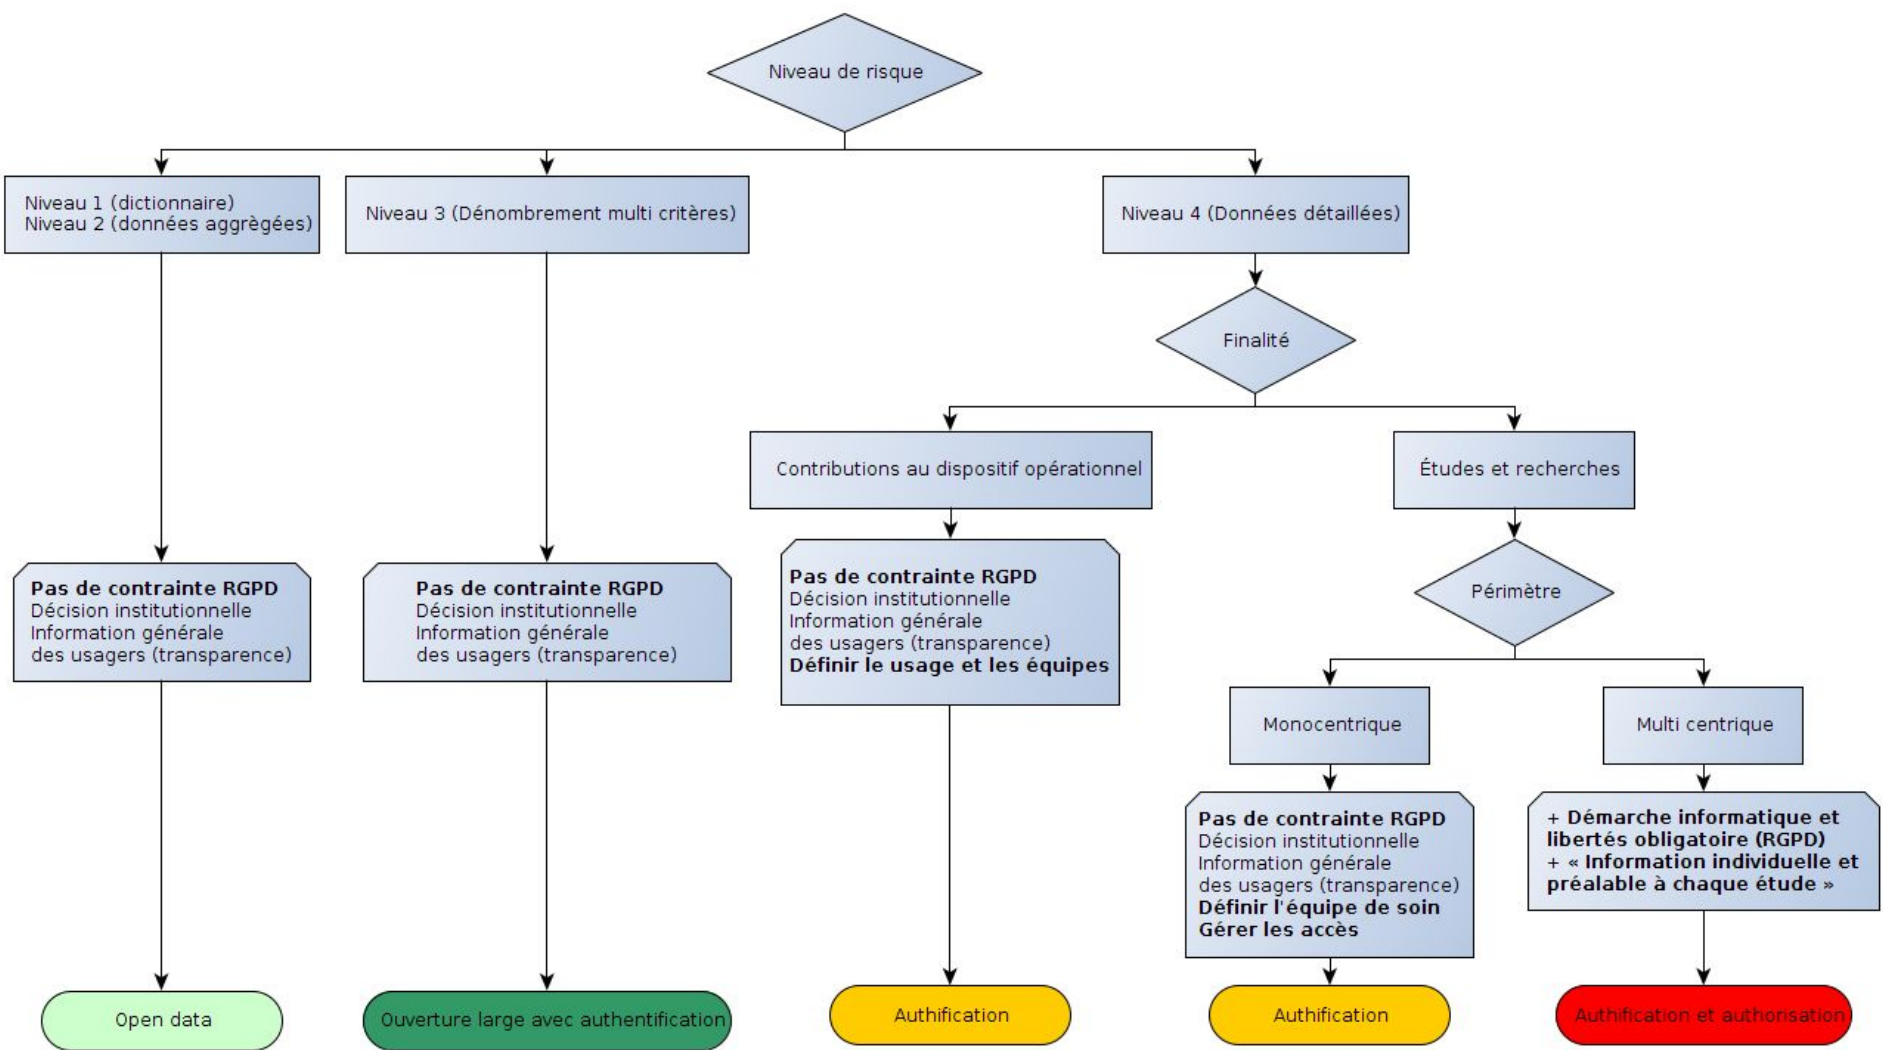 Niveau de risque
Niveau 1 (dictionnaire)
Niveau 2 (données aggrègées)
Niveau 3 (Dénombrement multi critères)
Niveau 4 (Données détaillées)
Finalité
Contributions au dispositif opérationnel
Études et recherches
Pas de contrainte RGPD
Décision institutionnelle
Information générale
des usagers (transparence)
Pas de contrainte RGPD
Décision institutionnelle
Information générale
des usagers (transparence)
Pas de contrainte RGPD
Décision institutionnelle
Information générale
des usagers (transparence)
Définir le usage et les équipes
Périmètre
Monocentrique
Multi centrique
Pas de contrainte RGPD
Décision institutionnelle
Information générale
des usagers (transparence)
Définir l'équipe de soin
Gérer les accès
+ Démarche informatique et
libertés obligatoire (RGPD)
+ « Information individuelle et
préalable à chaque étude »
Open data
Ouverture large avec authentification
Authification
Authification
Authification et authorisation